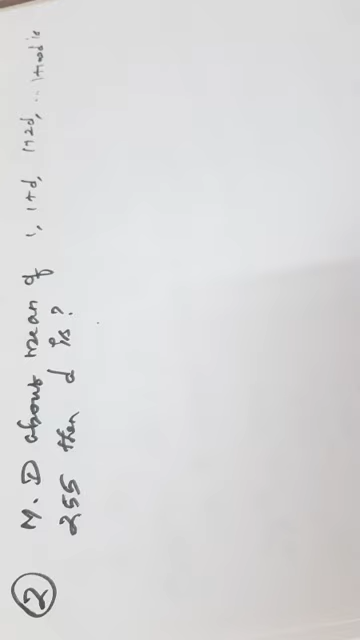 ② M.D about mean of 1, 1+d, 1+2d, ... 1+100d is
255 then d is?